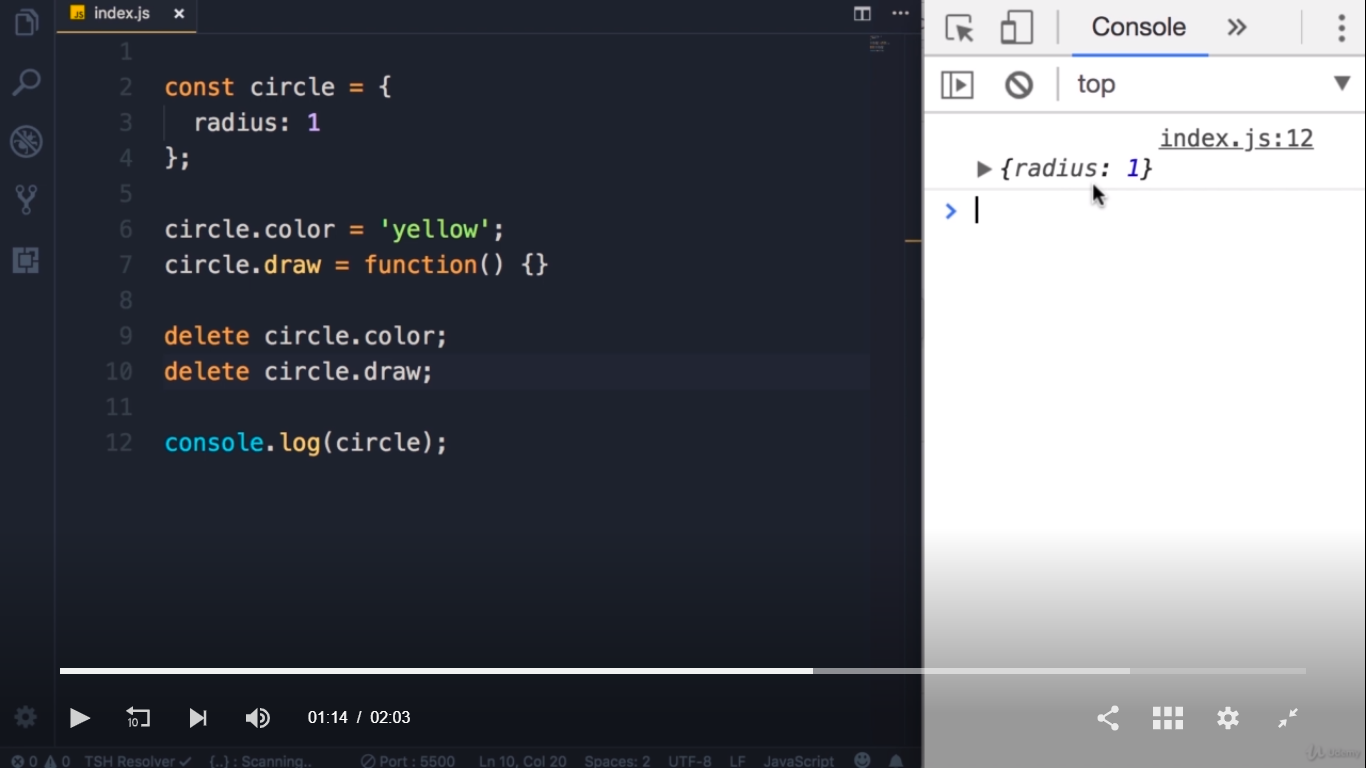 JS index.js ×
1
2 const circle = {
3 radius: 1
4 };
5
6 circle.color = 'yellow';
7 circle.draw = function() {}
8
9 delete circle.color;
10 delete circle.draw;
11
12 console.log(circle);
Console
top
index.js:12
▶ {radius: 1}
>
10
01:14 / 02:03
0 0 TSH Resolver ✓ {..} : Scanning.. Port : 5500 Ln 10, Col 20 Spaces: 2 UTF-8 LF JavaScript
Udemy